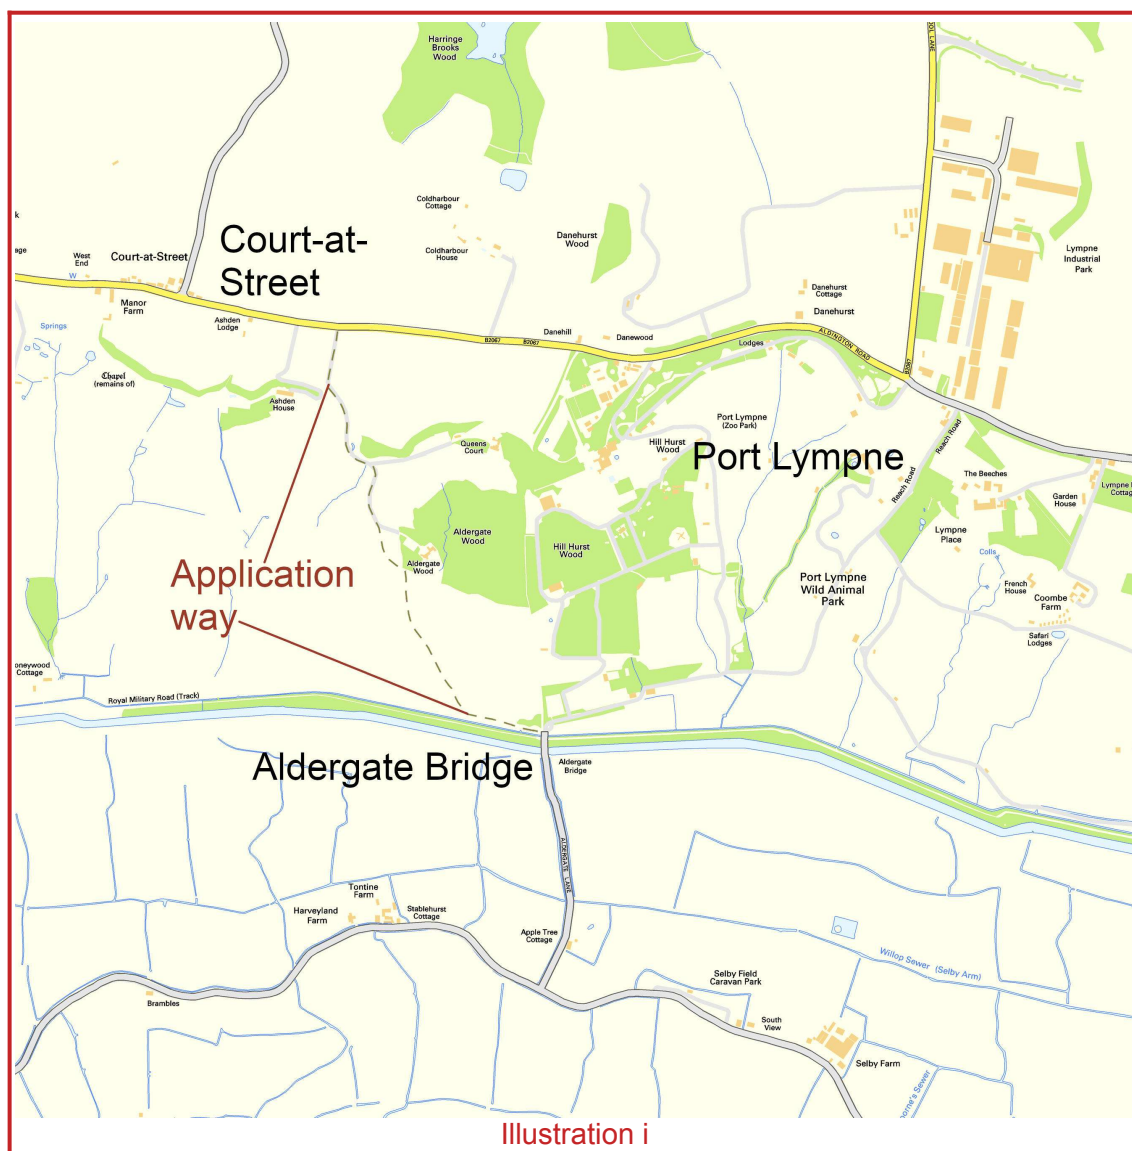 Harringe
Brooks
Wood
Coldharbour
Cottage
Coldharbour
House
Danehurst
Wood
Lympne
Industrial
Park
West
End
Court-at-Street
W
Court-at-
Street
Manor
Farm
Ashden
Lodge
Springs
Chapel
(remains of)
Ashden
House
B2067
B2067
Danehill
Danewood
Danehurst
Cottage
Danehurst
Lodges
ALDINGTON ROAD
B2067
Queens
Court
Hill Hurst
Wood
Port Lympne
(Zoo Park)
Port Lympne
Reach Road
Reach Road
The Beeches
Garden
House
Lympne
Place
Colls
French
House
Coombe
Farm
Safari
Lodges
Aldergate
Wood
Aldergate
Wood
Hill Hurst
Wood
Port Lympne
Wild Animal
Park
Application
way
Cottage
Royal Military Road (Track)
Aldergate Bridge
Aldergate
Bridge
ALDERGATE LANE
Tontine
Farm
Harveyland
Farm
Stablehurst
Cottage
Apple Tree
Cottage
Willop Sewer (Selby Arm)
Selby Field
Caravan Park
South
View
Selby Farm
Brambles
Illustration i